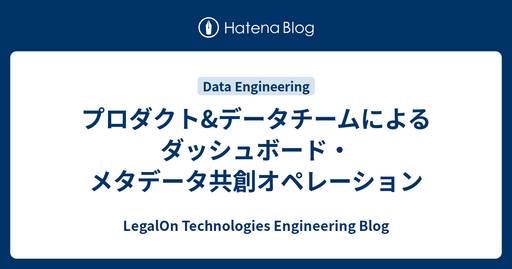 Hatena Blog
Data Engineering
プロダクト&データチームによる
ダッシュボード・
メタデータ共創オペレーション
LegalOn Technologies Engineering Blog